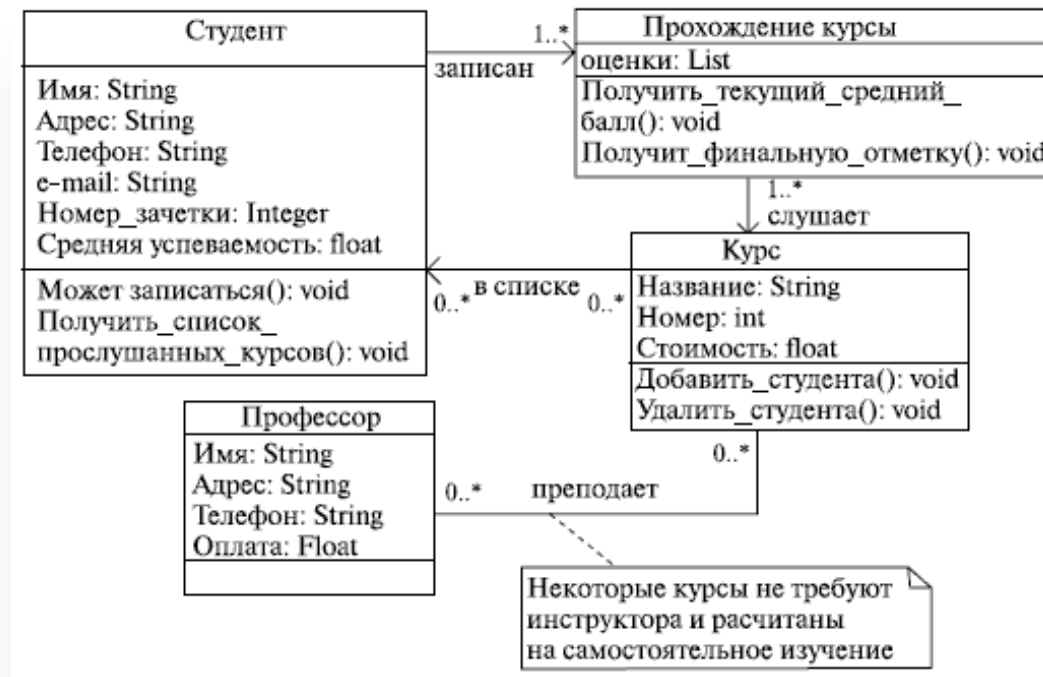 Студент
Имя: String
Адрес: String
Телефон: String
e-mail: String
Номер_зачетки: Integer
Средняя успеваемость: float
Может записаться(): void
Получить_список_
прослушанных_курсов(): void
1..*
записан
Прохождение курсы
оценки: List
Получить_текущий_средний_
балл(): void
Получит_финальную_отметку(): void
1..*
слушает
Курс
Название: String
Номер: int
Стоимость: float
Добавить_студента(): void
Удалить_студента(): void
0..* в списке 0..*
Профессор
Имя: String
Адрес: String
Телефон: String
Оплата: Float
0..*
0..* преподает
Некоторые курсы не требуют
инструктора и расчитаны
на самостоятельное изучение